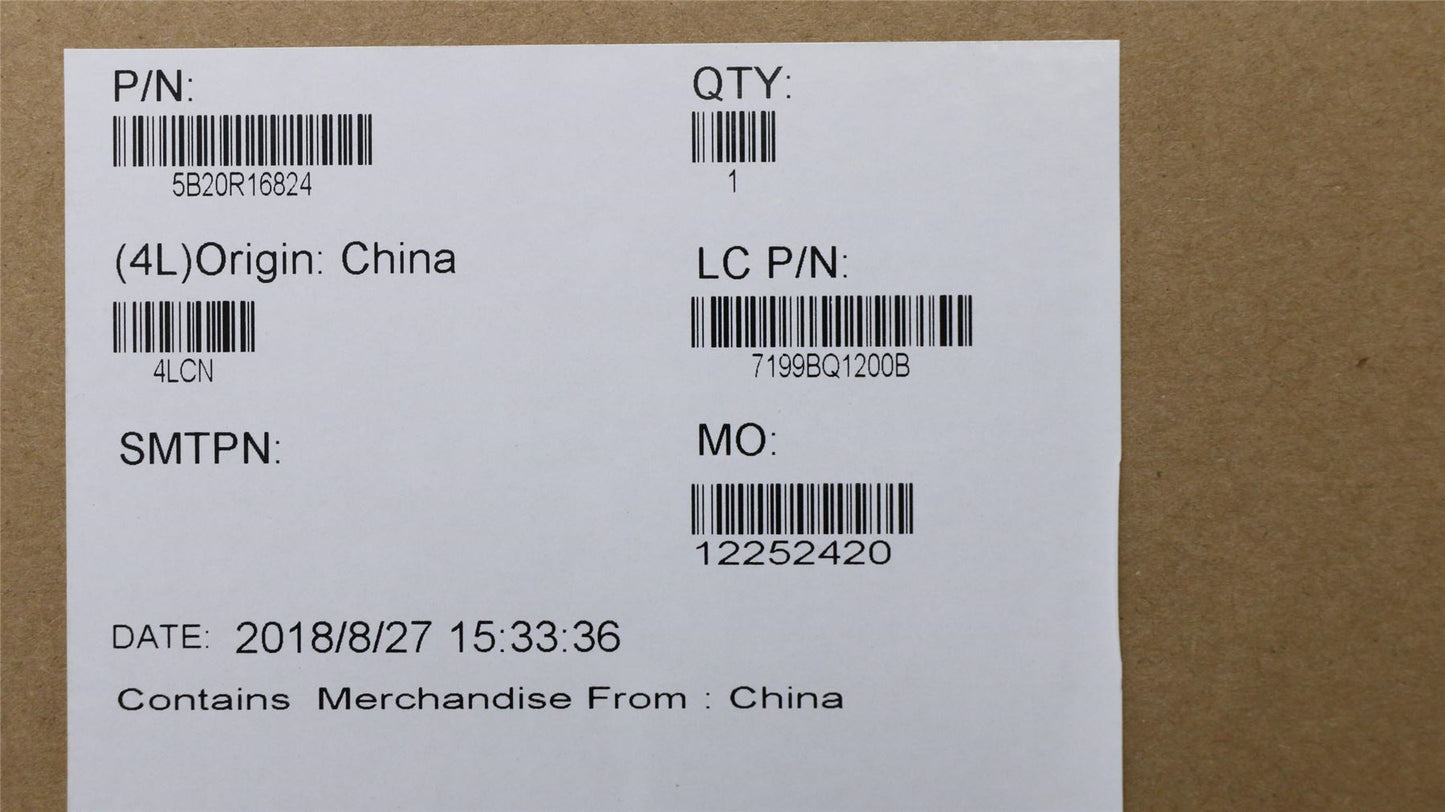 P/N:
QTY:
5B20R16824
1
(4L)Origin: China
LC P/N:
4LCN
7199BQ1200B
SMTPN:
MO:
12252420
DATE: 2018/8/27 15:33:36
Contains Merchandise From : China